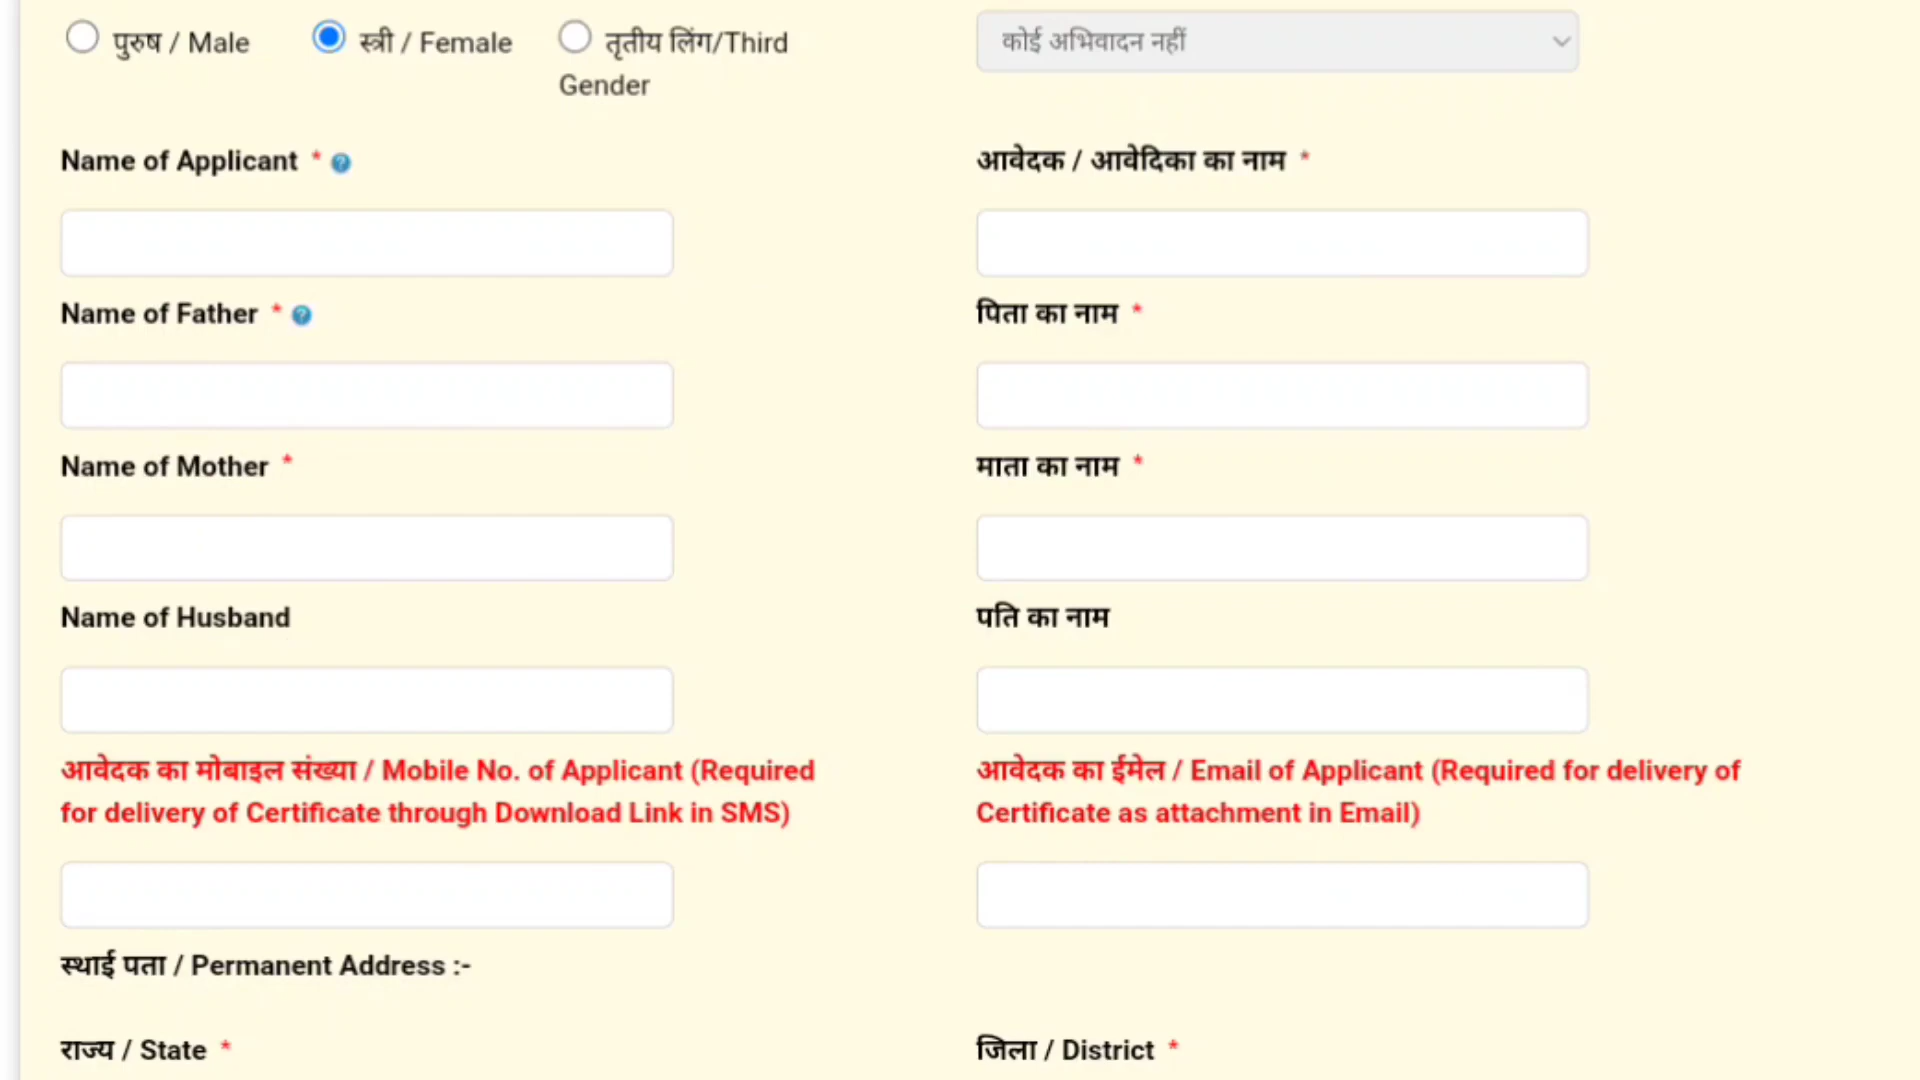 पुरुष / Male स्त्री / Female तृतीय लिंग/Third
Gender
कोई अभिवादन नहीं
Name of Applicant * ?
आवेदक / आवेदिका का नाम *
Name of Father * ?
पिता का नाम *
Name of Mother *
माता का नाम *
Name of Husband
पति का नाम
आवेदक का मोबाइल संख्या / Mobile No. of Applicant (Required
for delivery of Certificate through Download Link in SMS)
आवेदक का ईमेल / Email of Applicant (Required for delivery of
Certificate as attachment in Email)
स्थाई पता / Permanent Address :-
राज्य / State *
जिला / District *